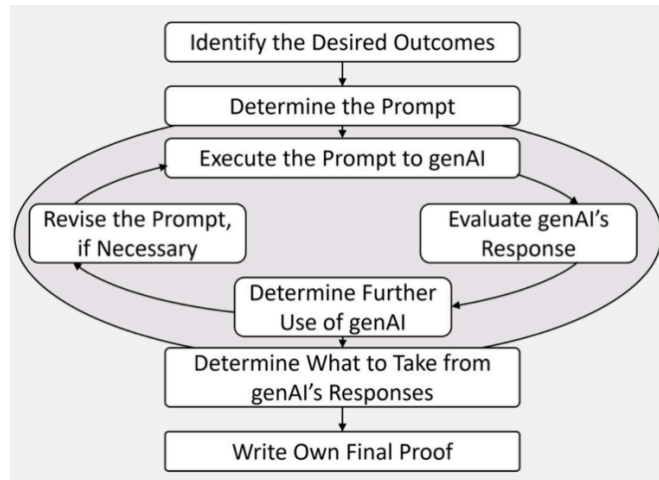 Identify the Desired Outcomes
Determine the Prompt
Execute the Prompt to genAI
Revise the Prompt,
if Necessary
Evaluate genAI's
Response
Determine Further
Use of genAI
Determine What to Take from
genAI's Responses
Write Own Final Proof